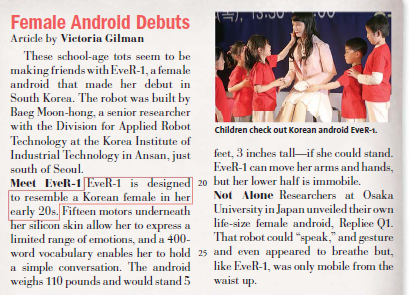 Female Android Debuts
Article by Victoria Gilman
These school-age tots seem to be
making friends with EveR-1, a female
android that made her debut in
South Korea. The robot was built by
Baeg Moon-hong, a senior researcher
with the Division for Applied Robot
Technology at the Korea Institute of
Industrial Technology in Ansan, just
south of Seoul.
Meet EveR-1 EveR-1 is designed
to resemble a Korean female in her
early 20s. Fifteen motors underneath
her silicon skin allow her to express a
limited range of emotions, and a 400-
word vocabulary enables her to hold
a simple conversation. The android
weighs 110 pounds and would stand 5
Children check out Korean android EveR-1.
feet, 3 inches tall—if she could stand.
EveR-1 can move her arms and hands,
20 but her lower half is immobile.
Not Alone Researchers at Osaka
University in Japan unveiled their own
life-size female android, Repliee Q1.
That robot could “speak,” and gesture
25 and even appeared to breathe but,
like EveR-1, was only mobile from the
waist up.